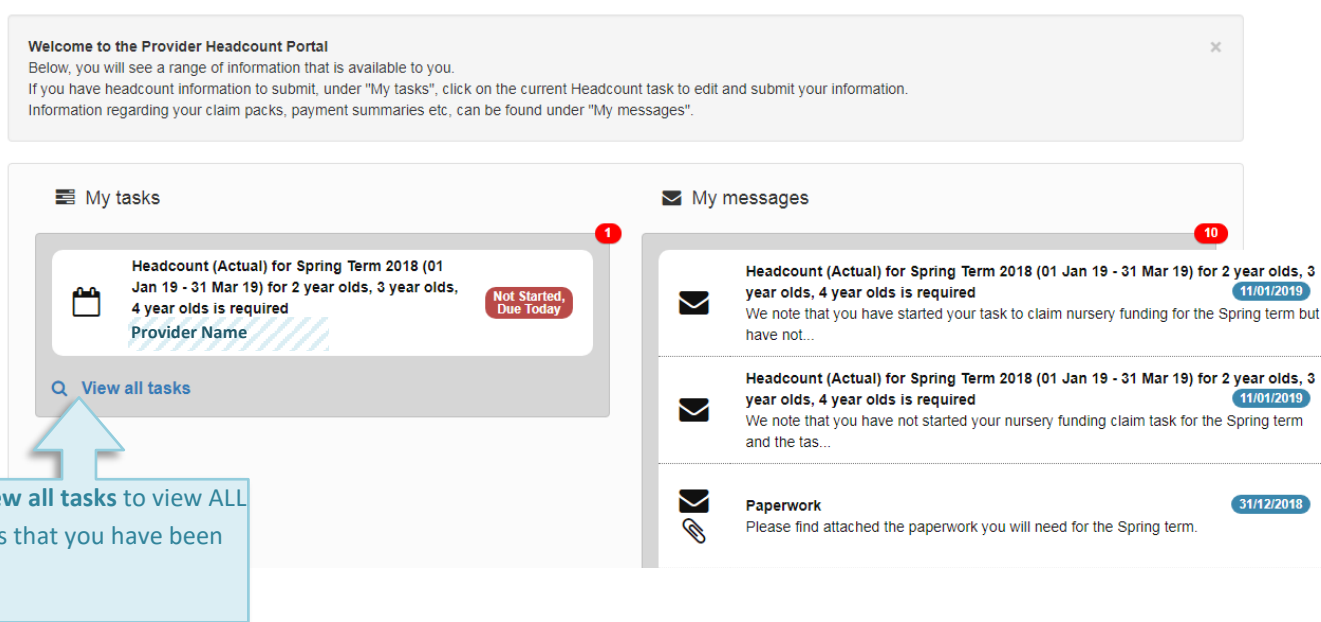 Welcome to the Provider Headcount Portal
Below, you will see a range of information that is available to you.
If you have headcount information to submit, under "My tasks", click on the current Headcount task to edit and submit your information.
Information regarding your claim packs, payment summaries etc, can be found under "My messages".
×
My tasks
1
Headcount (Actual) for Spring Term 2018 (01
Jan 19 - 31 Mar 19) for 2 year olds, 3 year olds,
4 year olds is required
Provider Name
Not Started,
Due Today
View all tasks
ew all tasks to view ALL
s that you have been
My messages
10
Headcount (Actual) for Spring Term 2018 (01 Jan 19 - 31 Mar 19) for 2 year olds, 3
year olds, 4 year olds is required
11/01/2019
We note that you have started your task to claim nursery funding for the Spring term but
have not...
Headcount (Actual) for Spring Term 2018 (01 Jan 19 - 31 Mar 19) for 2 year olds, 3
year olds, 4 year olds is required
11/01/2019
We note that you have not started your nursery funding claim task for the Spring term
and the tas...
Paperwork
31/12/2018
Please find attached the paperwork you will need for the Spring term.